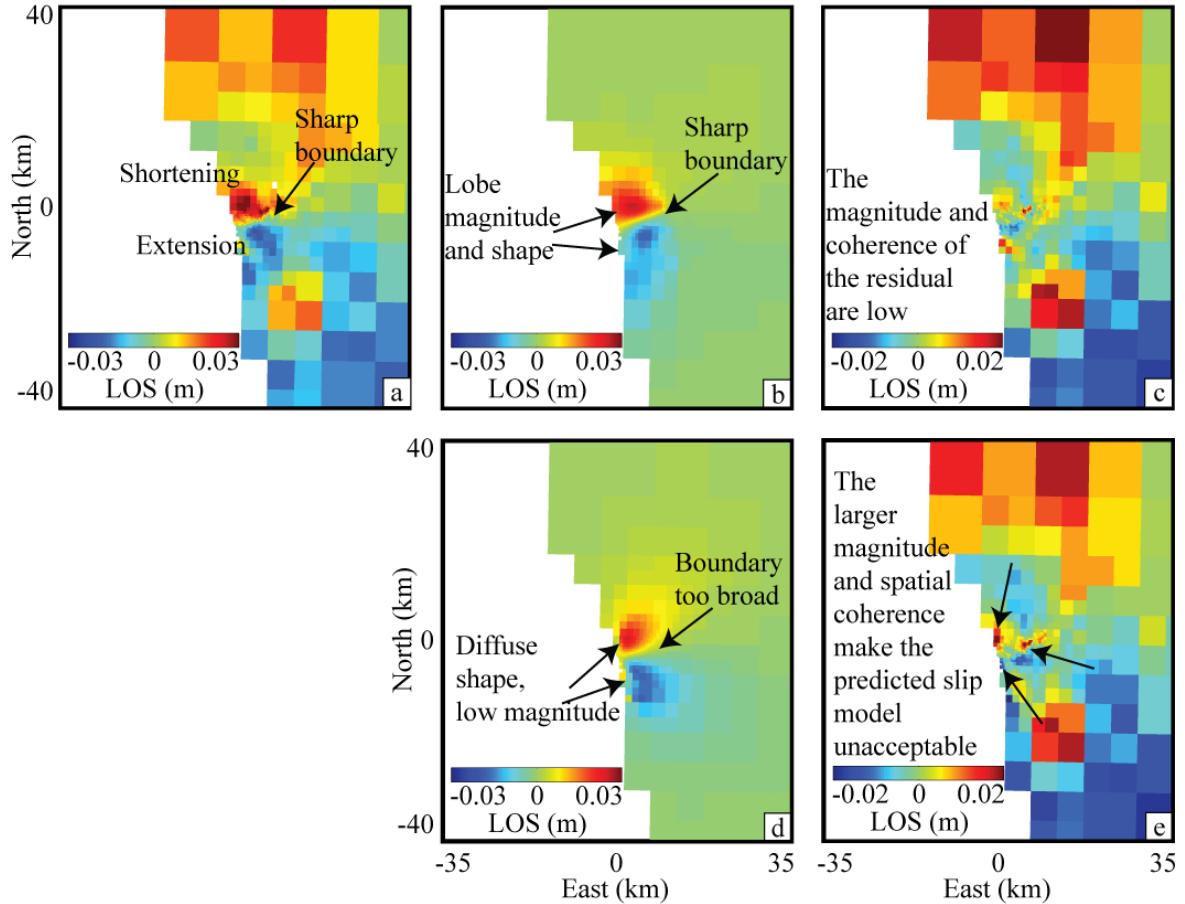 40
0
-40
North (km)
Sharp
boundary
Shortening
Extension
-0.03 0 0.03
LOS (m)
a
Sharp
boundary
Lobe
magnitude
and shape
-0.03 0 0.03
LOS (m)
b
The
magnitude and
coherence of
the residual
are low
-0.02 0 0.02
LOS (m)
c
40
0
-40
North (km)
Boundary
too broad
Diffuse
shape,
low magnitude
-0.03 0 0.03
LOS (m)
d
-35 0 35
East (km)
The
larger
magnitude
and spatial
coherence
make the
predicted slip
model
unacceptable
-0.02 0 0.02
LOS (m)
e
-35 0 35
East (km)